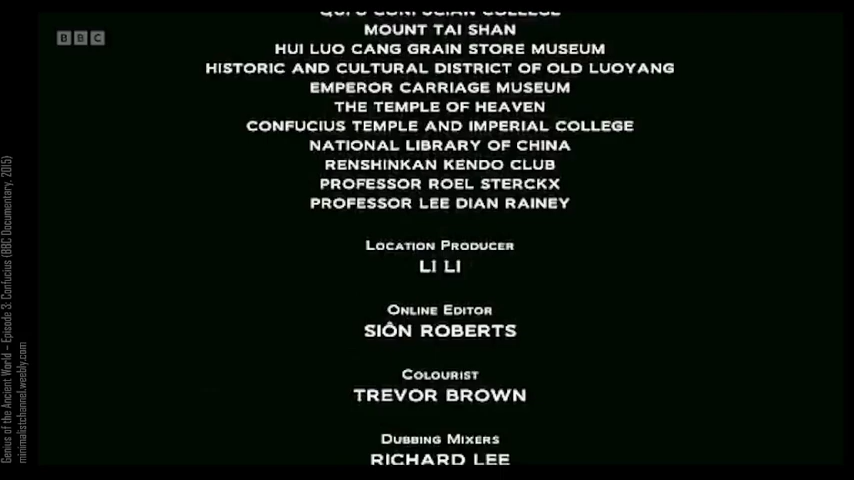 BBC
QUFU CONFUCIAN COLLEGE
MOUNT TAI SHAN
HUI LUO CANG GRAIN STORE MUSEUM
HISTORIC AND CULTURAL DISTRICT OF OLD LUOYANG
EMPEROR CARRIAGE MUSEUM
THE TEMPLE OF HEAVEN
CONFUCIUS TEMPLE AND IMPERIAL COLLEGE
NATIONAL LIBRARY OF CHINA
RENSHINKAN KENDO CLUB
PROFESSOR ROEL STERCKX
PROFESSOR LEE DIAN RAINEY
LOCATION PRODUCER
LI LI
ONLINE EDITOR
SIÔN ROBERTS
COLOURIST
TREVOR BROWN
DUBBING MIXERS
RICHARD LEE
Genius of the Ancient World – Episode 3: Confucius (BBC Documentary, 2015)
minimalistchannel.weebly.com